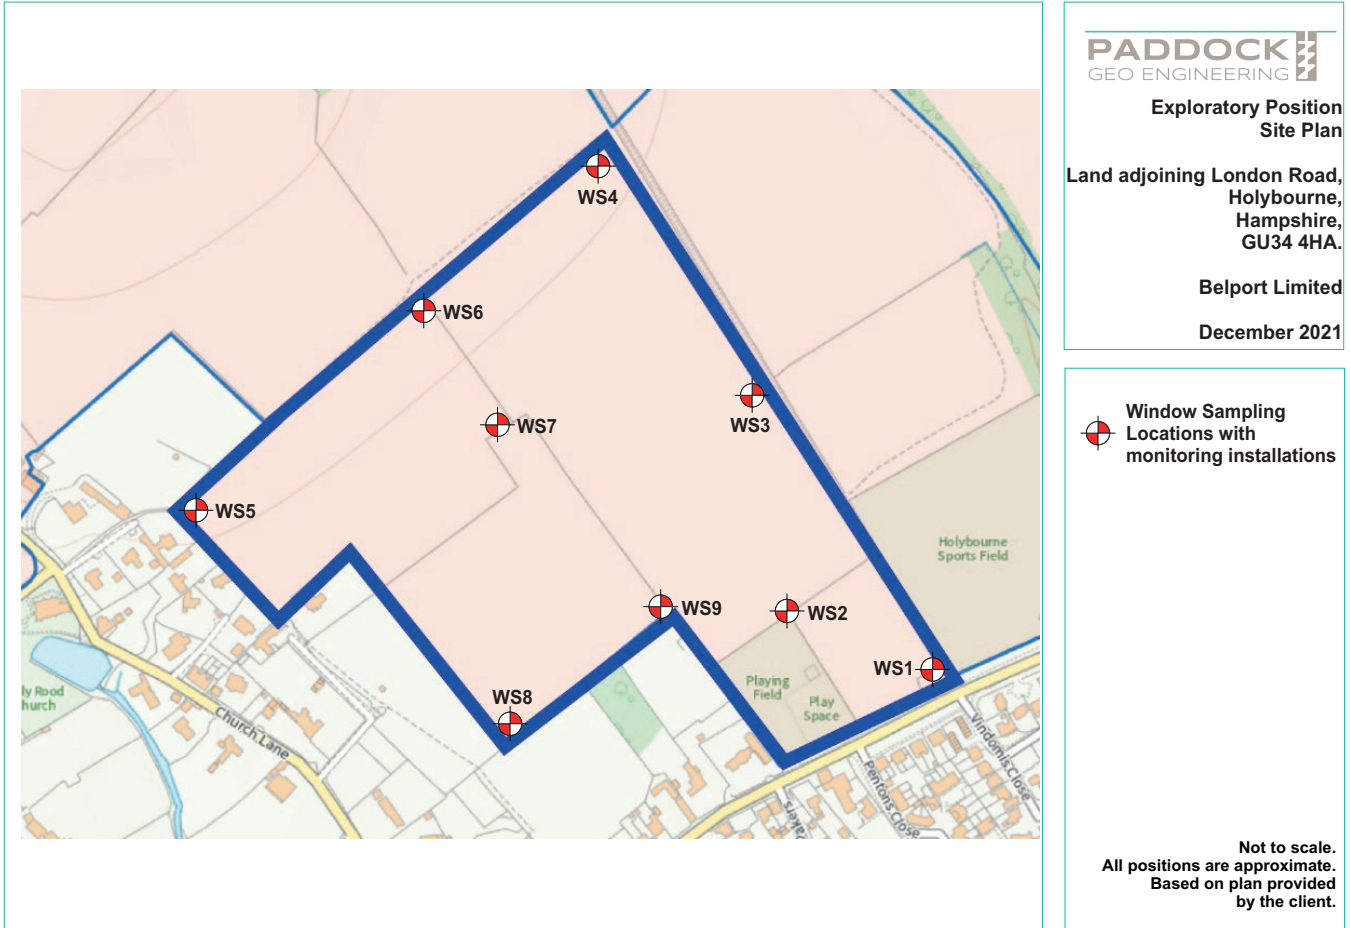 PADDOCK
GEO ENGINEERING
Exploratory Position
Site Plan
Land adjoining London Road,
Holybourne,
Hampshire,
GU34 4HA.
Belport Limited
December 2021
Window Sampling
Locations with
monitoring installations
Not to scale.
All positions are approximate.
Based on plan provided
by the client.
WS4
WS6
WS3
WS7
WS5
Holybourne
Sports Field
WS9
WS2
WS1
WS8
Playing
Field
Play
Space
ly Rood
hurch
Church Lane
Vindomis Close
Pentons Close